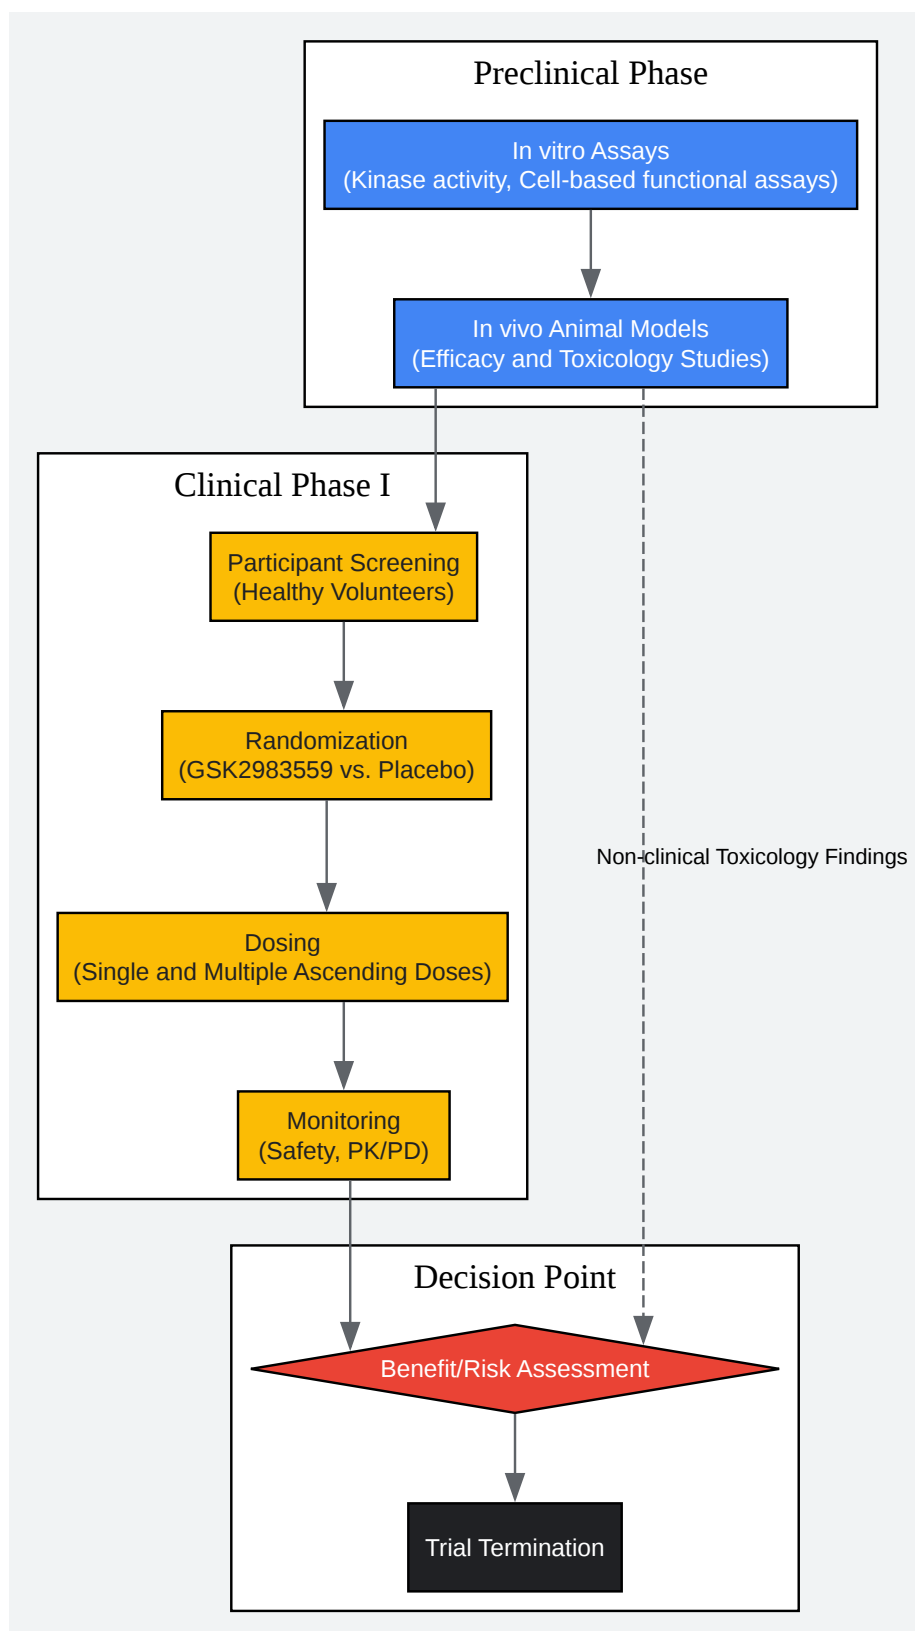 Preclinical Phase
In vitro Assays
(Kinase activity, Cell-based functional assays)
In vivo Animal Models
(Efficacy and Toxicology Studies)
Clinical Phase I
Participant Screening
(Healthy Volunteers)
Randomization
(GSK2983559 vs. Placebo)
Non-clinical Toxicology Findings
Dosing
(Single and Multiple Ascending Doses)
Monitoring
(Safety, PK/PD)
Decision Point
Benefit/Risk Assessment
Trial Termination